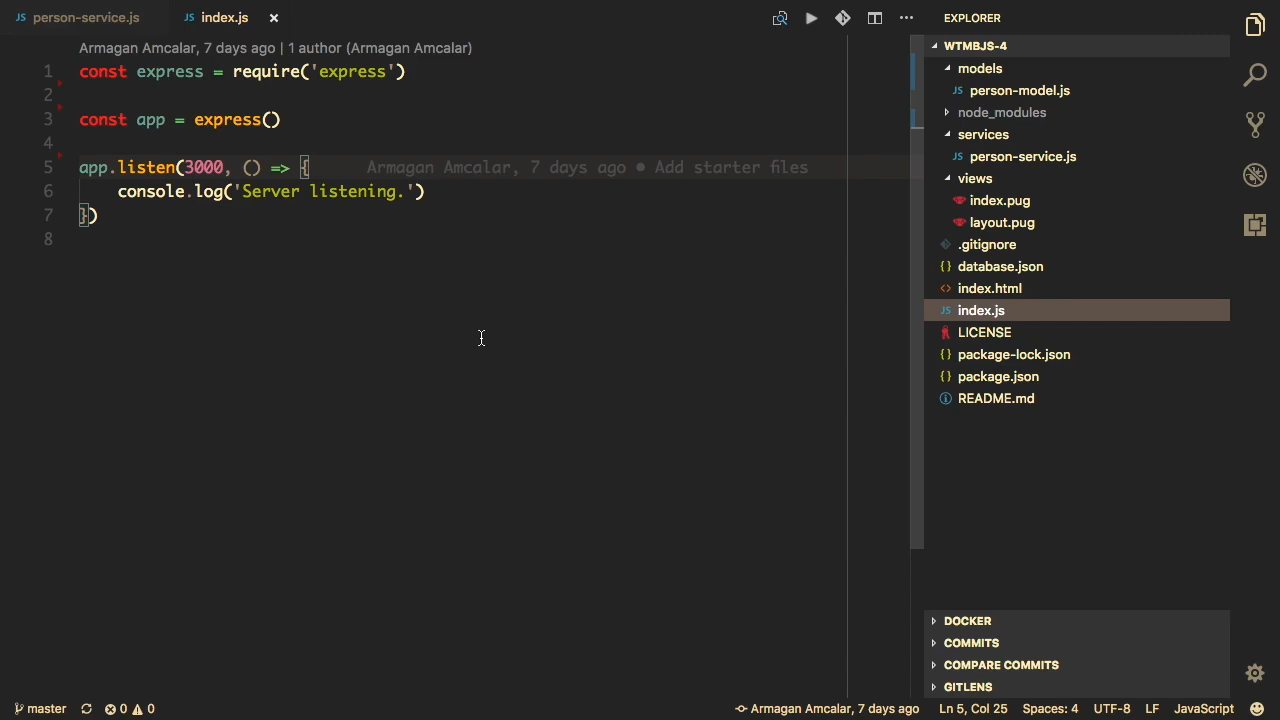 JS person-service.js JS index.js ×
Armagan Amcalar, 7 days ago | 1 author (Armagan Amcalar)
1 const express = require('express')
2
3 const app = express()
4
5 app.listen(3000, () => { Armagan Amcalar, 7 days ago • Add starter files
6 console.log('Server listening.')
7 })
8
EXPLORER
WTMBJS-4
models
JS person-model.js
node_modules
services
JS person-service.js
views
index.pug
layout.pug
.gitignore
{} database.json
<> index.html
JS index.js
LICENSE
{} package-lock.json
{} package.json
README.md
DOCKER
COMMITS
COMPARE COMMITS
GITLENS
master 0 0 Armagan Amcalar, 7 days ago Ln 5, Col 25 Spaces: 4 UTF-8 LF JavaScript